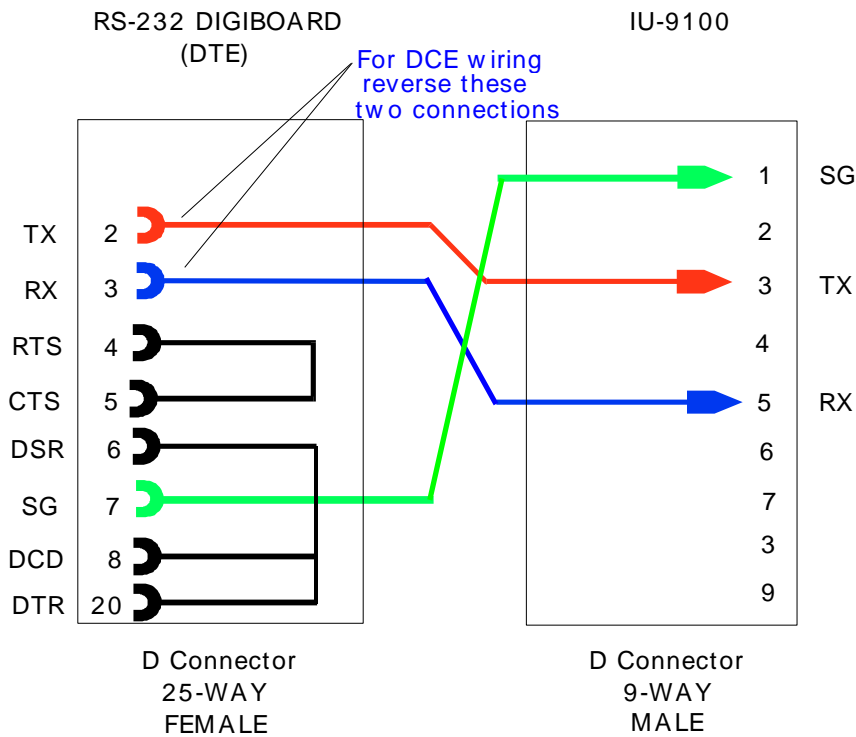 RS-232 DIGIBOARD
(DTE)
IU-9100
For DCE wiring
reverse these
two connections
TX 2
RX 3
RTS 4
CTS 5
DSR 6
SG 7
DCD 8
DTR 20
1 SG
2
3 TX
4
5 RX
6
7
3
9
D Connector
25-WAY
FEMALE
D Connector
9-WAY
MALE